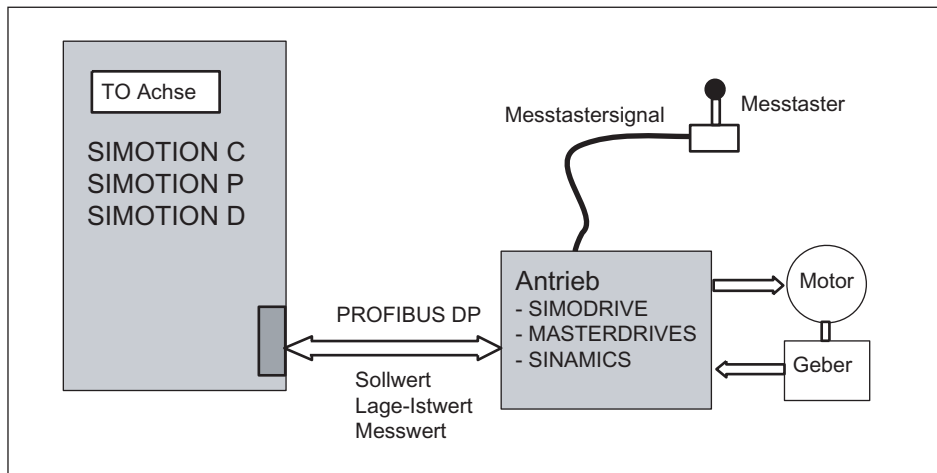 TO Achse
SIMOTION C
SIMOTION P
SIMOTION D
PROFIBUS DP
Sollwert
Lage-Istwert
Messwert
Messtastersignal
Messtaster
Antrieb
- SIMODRIVE
- MASTERDRIVES
- SINAMICS
Motor
Geber